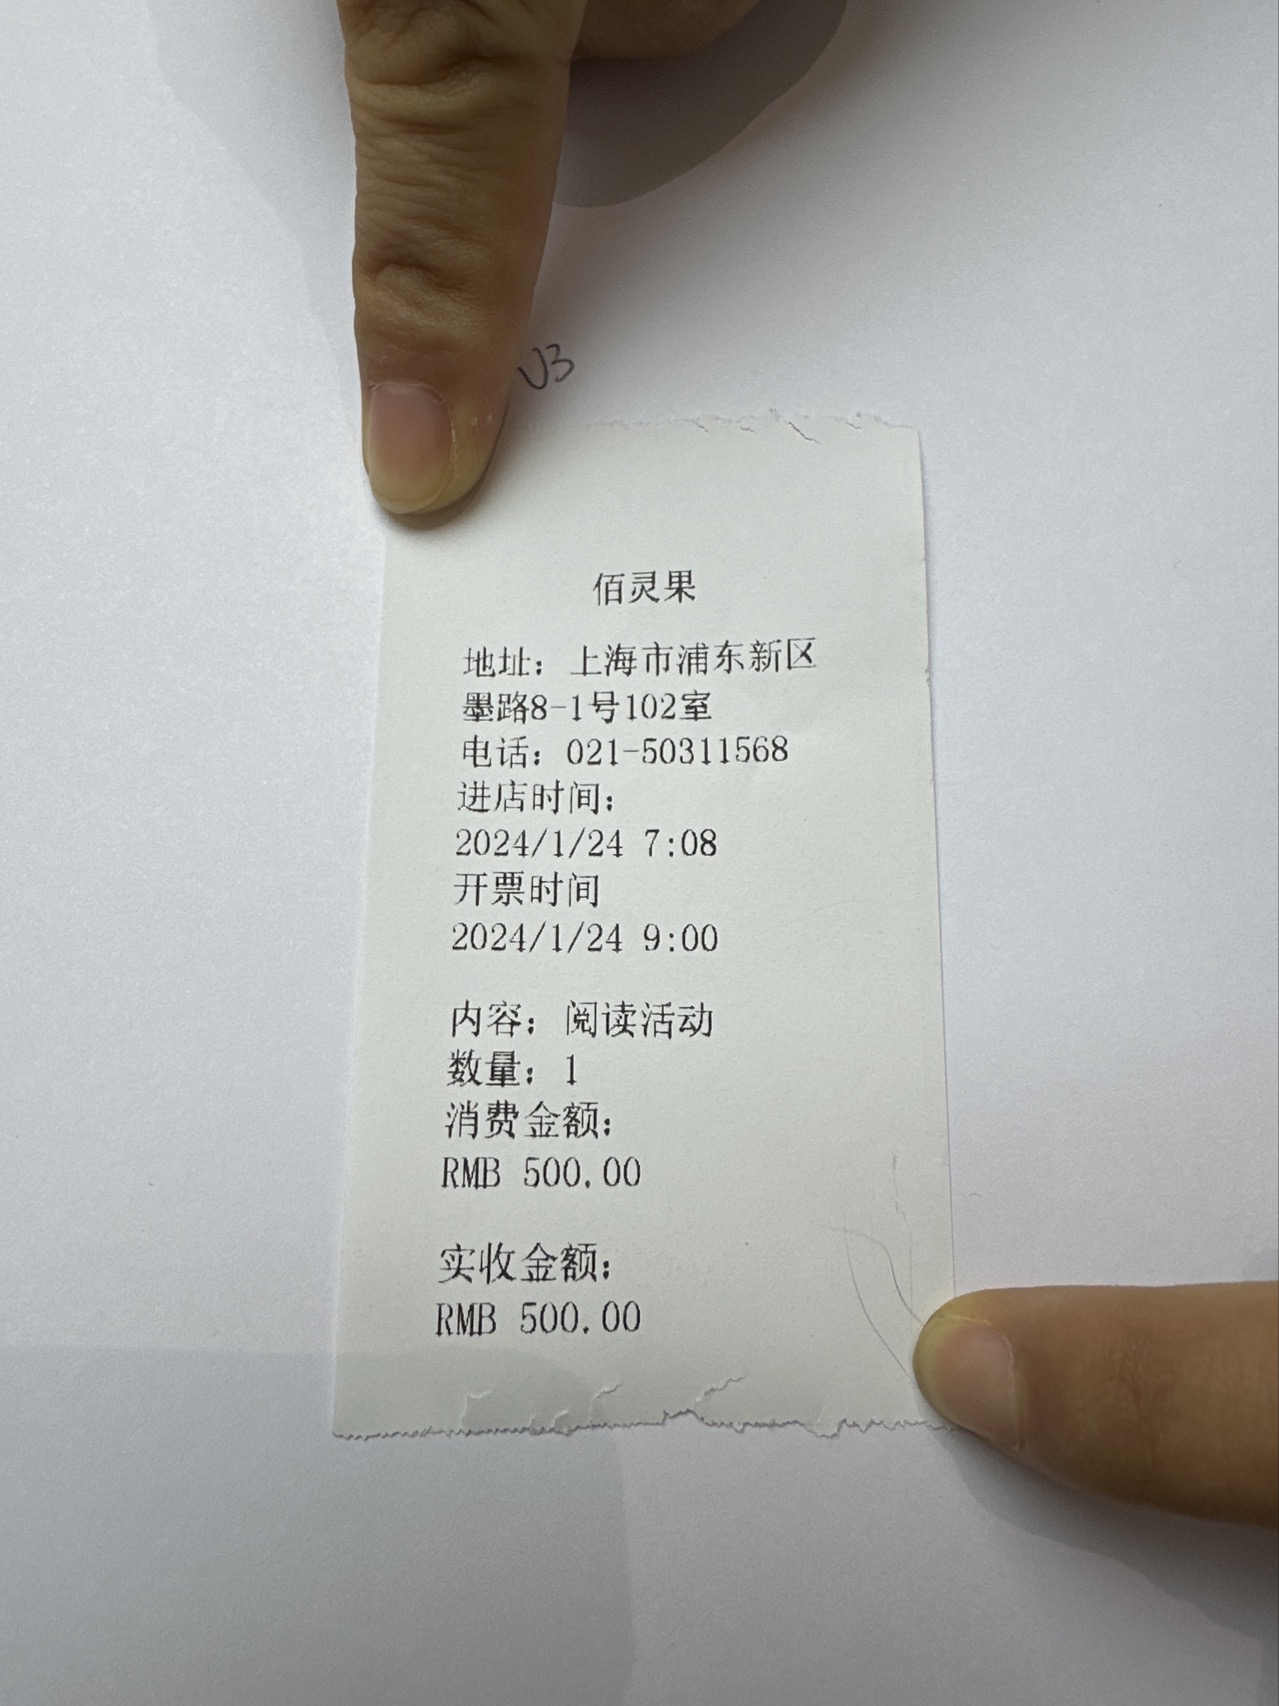 U3
佰灵果
地址：上海市浦东新区
墨路8-1号102室
电话：021-50311568
进店时间：
2024/1/24 7:08
开票时间
2024/1/24 9:00
内容：阅读活动
数量：1
消费金额：
RMB 500.00
实收金额：
RMB 500.00